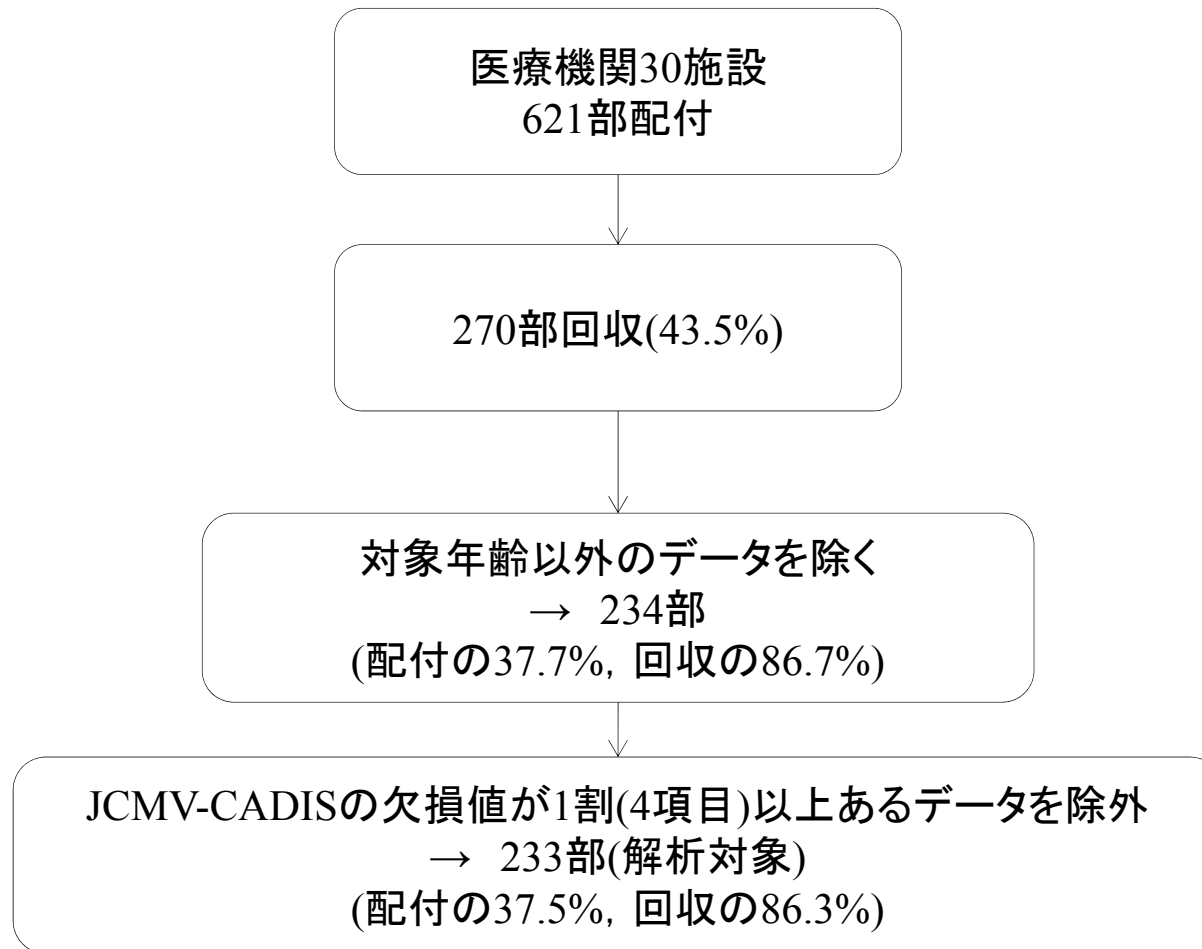 医療機関30施設
621部配付
270部回収(43.5%)
対象年齢以外のデータを除く
→ 234部
(配付の37.7%, 回収の86.7%)
JCMV-CADISの欠損値が1割(4項目)以上あるデータを除外
→ 233部(解析対象)
(配付の37.5%, 回収の86.3%)